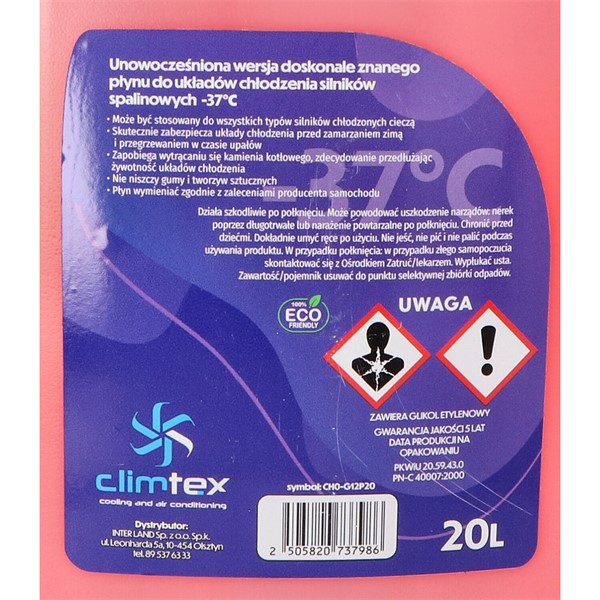 Unowocześniona wersja doskonale znanego
płynu do układów chłodzenia silników
spalinowych -37°C
• Może być stosowany do wszystkich typów silników chłodzonych cieczą
• Skutecznie zabezpiecza układy chłodzenia przed zamarzaniem zimą
i przegrzewaniem w czasie upałów
• Zapobiega wytrącaniu się kamienia kotłowego, zdecydowanie przedłużając
żywotność układów chłodzenia
• Nie niszczy gumy i tworzyw sztucznych
• Płyn wymieniać zgodnie z zaleceniami producenta samochodu
-37°C
Działa szkodliwie po połknięciu. Może powodować uszkodzenie narządów: nerek
poprzez długotrwałe lub narażenie powtarzalne po połknięciu. Chronić przed
dziećmi. Dokładnie umyć ręce po użyciu. Nie jeść, nie pić i nie palić podczas
używania produktu. W przypadku połknięcia: w przypadku złego samopoczucia
skontaktować się z Ośrodkiem Zatruć/lekarzem. Wypłukać usta.
Zawartość/pojemnik usuwać do punktu selektywnej zbiórki odpadów.
100%
ECO
FRIENDLY
UWAGA
ZAWIERA GLIKOL ETYLENOWY
GWARANCJA JAKOŚCI 5 LAT
DATA PRODUKCJI NA
OPAKOWANIU
PKWiU 20.59.43.0
PN-C 40007:2000
climtex
cooling and air conditioning
Dystrybutor:
INTER LAND Sp. z o.o. Sp.k.
ul. Leonharda 5a, 10-454 Olsztyn
tel. 89 537 63 33
symbol: CH0-G12P20
2 505820 737986
20L